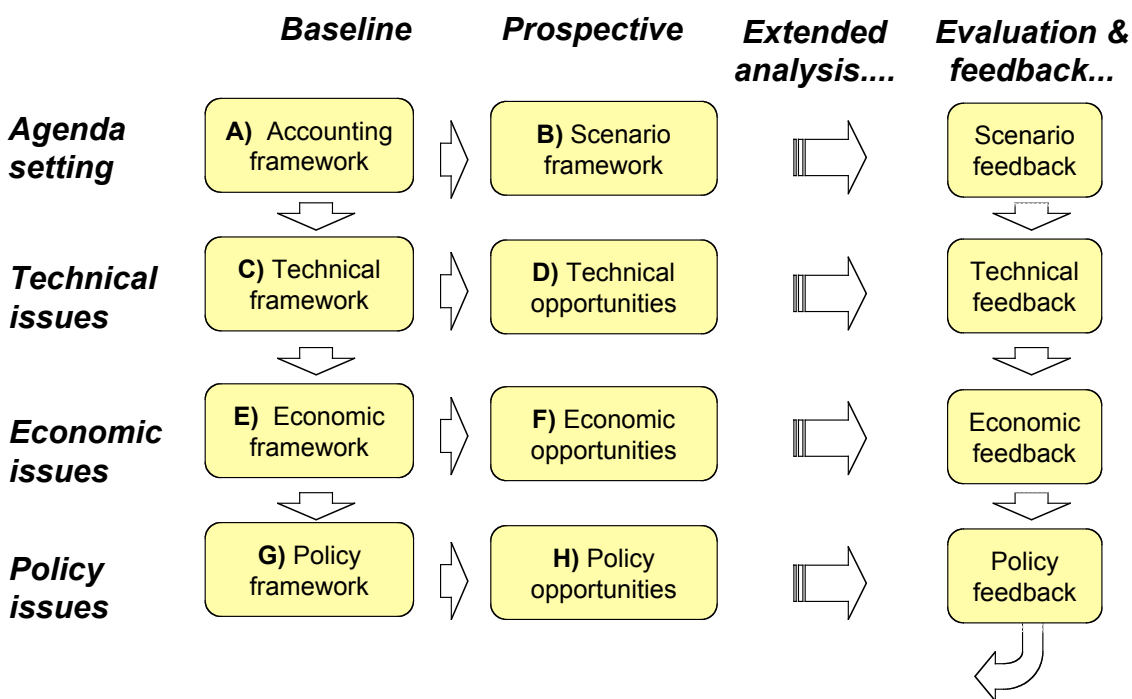 Baseline
Prospective
Extended
analysis....
Evaluation &
feedback...
Agenda
setting
A) Accounting
framework
B) Scenario
framework
Scenario
feedback
Technical
issues
C) Technical
framework
D) Technical
opportunities
Technical
feedback
Economic
issues
E) Economic
framework
F) Economic
opportunities
Economic
feedback
Policy
issues
G) Policy
framework
H) Policy
opportunities
Policy
feedback